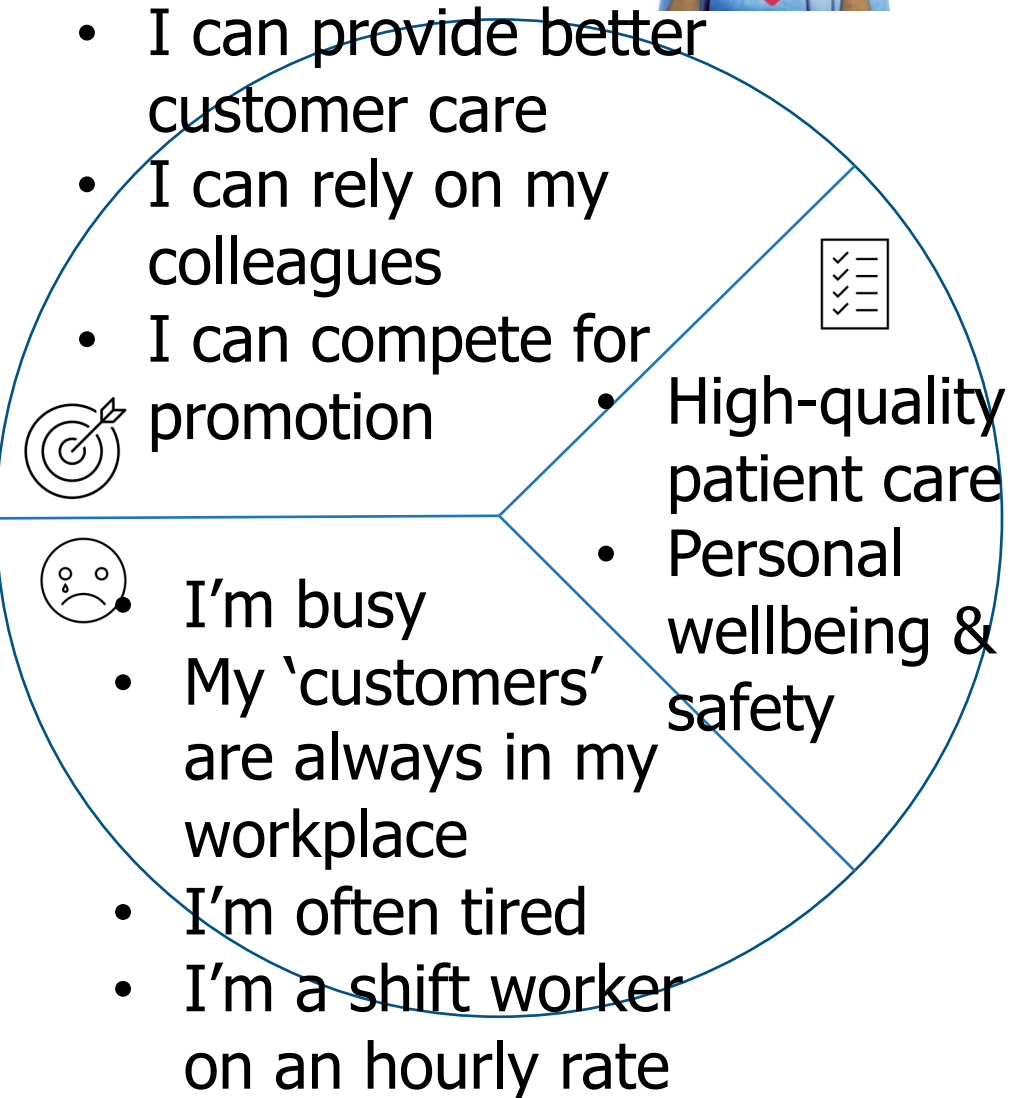 • I can provide better
customer care
• I can rely on my
colleagues
• I can compete for
promotion
• High-quality
patient care
• Personal
wellbeing &
safety
• I’m busy
• My ‘customers’
are always in my
workplace
• I’m often tired
• I’m a shift worker
on an hourly rate